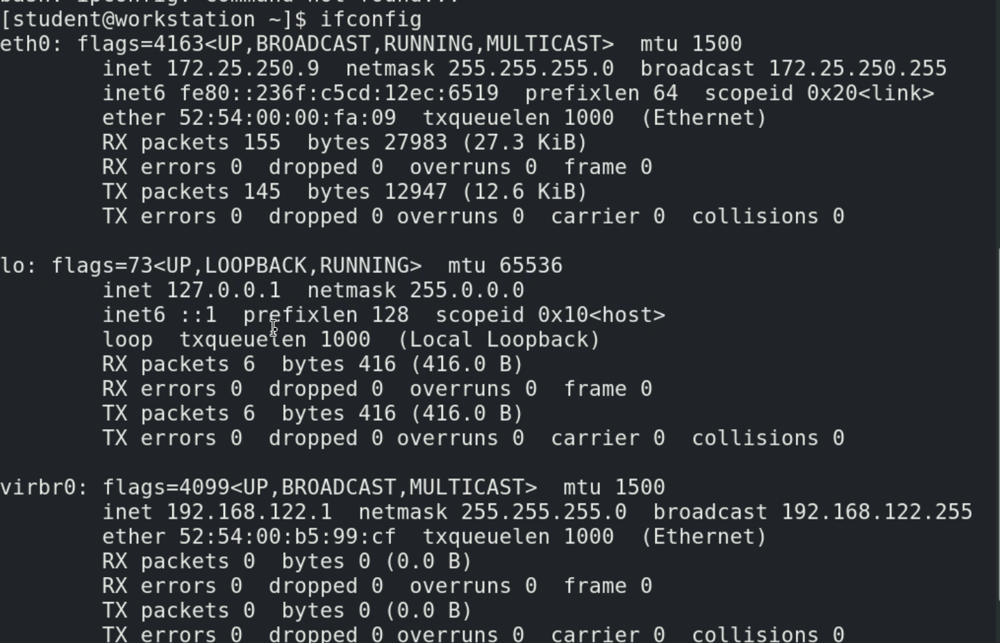 bash: ipconfig: command not found...
[student@workstation ~]$ ifconfig
eth0: flags=4163<UP,BROADCAST,RUNNING,MULTICAST>  mtu 1500
        inet 172.25.250.9  netmask 255.255.255.0  broadcast 172.25.250.255
        inet6 fe80::236f:c5cd:12ec:6519  prefixlen 64  scopeid 0x20<link>
        ether 52:54:00:00:fa:09  txqueuelen 1000  (Ethernet)
        RX packets 155  bytes 27983 (27.3 KiB)
        RX errors 0  dropped 0  overruns 0  frame 0
        TX packets 145  bytes 12947 (12.6 KiB)
        TX errors 0  dropped 0 overruns 0  carrier 0  collisions 0

lo: flags=73<UP,LOOPBACK,RUNNING>  mtu 65536
        inet 127.0.0.1  netmask 255.0.0.0
        inet6 ::1  prefixlen 128  scopeid 0x10<host>
        loop  txqueuelen 1000  (Local Loopback)
        RX packets 6  bytes 416 (416.0 B)
        RX errors 0  dropped 0  overruns 0  frame 0
        TX packets 6  bytes 416 (416.0 B)
        TX errors 0  dropped 0 overruns 0  carrier 0  collisions 0

virbr0: flags=4099<UP,BROADCAST,MULTICAST>  mtu 1500
        inet 192.168.122.1  netmask 255.255.255.0  broadcast 192.168.122.255
        ether 52:54:00:b5:99:cf  txqueuelen 1000  (Ethernet)
        RX packets 0  bytes 0 (0.0 B)
        RX errors 0  dropped 0  overruns 0  frame 0
        TX packets 0  bytes 0 (0.0 B)
        TX errors 0  dropped 0 overruns 0  carrier 0  collisions 0